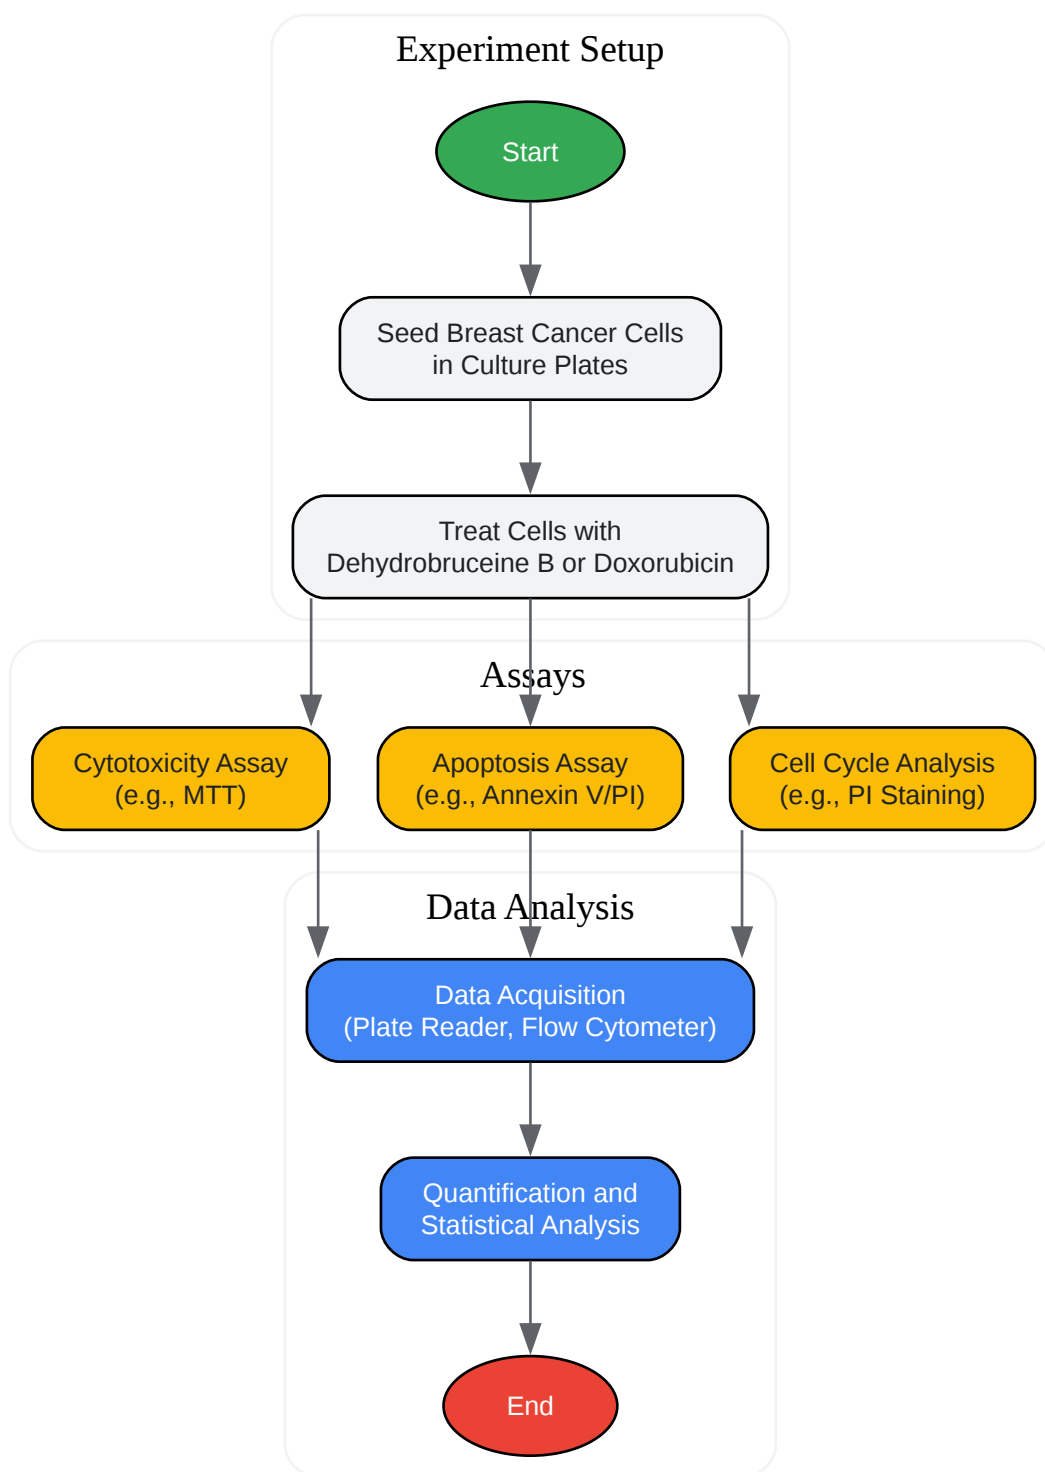 Experiment Setup
Start
Seed Breast Cancer Cells
in Culture Plates
Treat Cells with
Dehydrobruceine B or Doxorubicin
Assays
Cytotoxicity Assay
(e.g., MTT)
Apoptosis Assay
(e.g., Annexin V/PI)
Cell Cycle Analysis
(e.g., PI Staining)
Data Analysis
Data Acquisition
(Plate Reader, Flow Cytometer)
Quantification and
Statistical Analysis
End